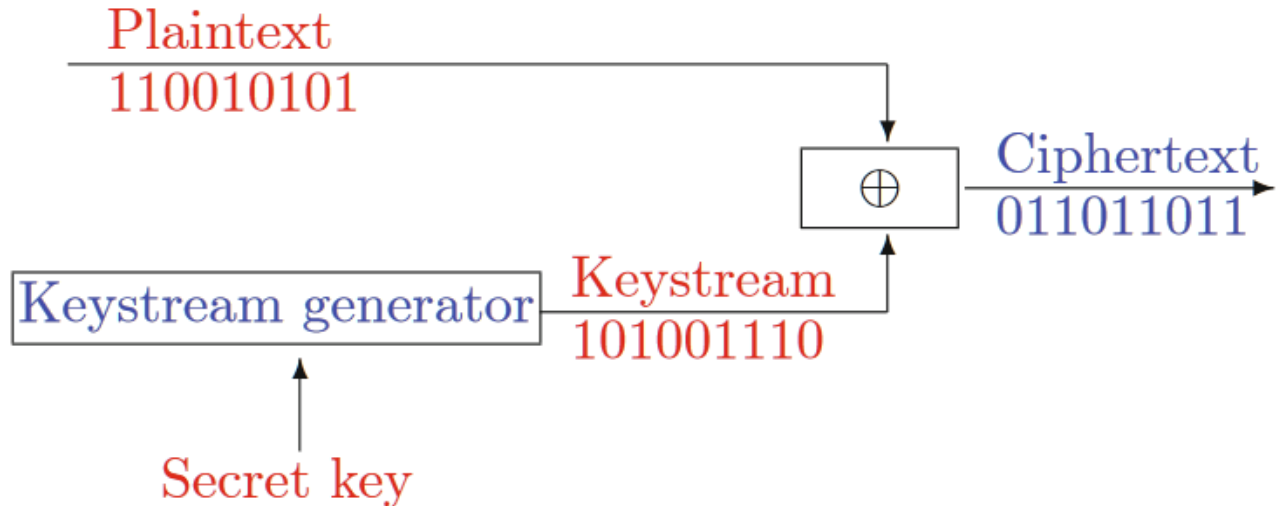 Plaintext
110010101
Ciphertext
011011011
Keystream generator
Keystream
101001110
Secret key